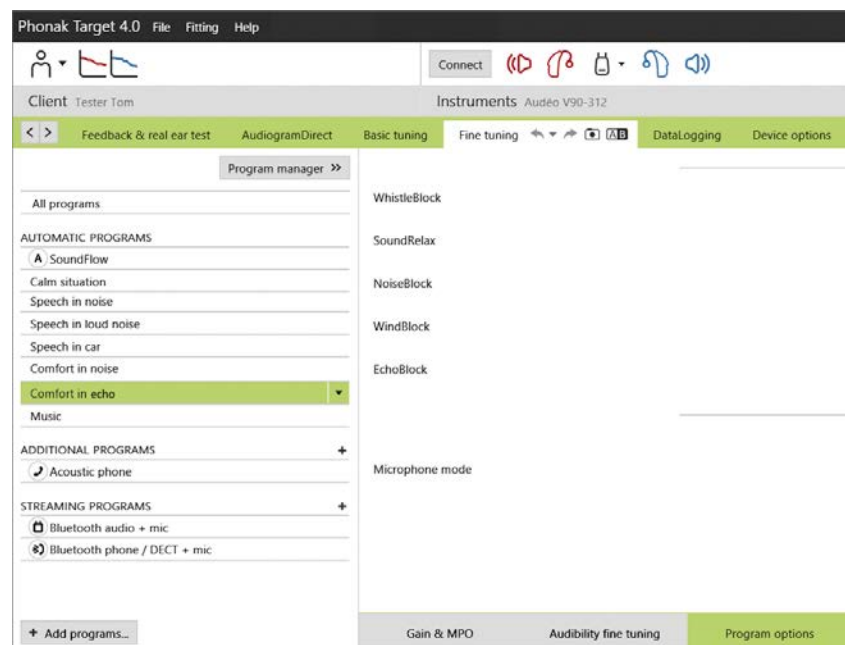 Phonak Target 4.0 File Fitting Help
Connect
Client Tester Tom
Instruments Audéo V90-312
< > Feedback & real ear test AudiogramDirect Basic tuning Fine tuning AB DataLogging Device options
Program manager >>
All programs
AUTOMATIC PROGRAMS
A SoundFlow
Calm situation
Speech in noise
Speech in loud noise
Speech in car
Comfort in noise
Comfort in echo
Music
ADDITIONAL PROGRAMS +
Acoustic phone
STREAMING PROGRAMS +
Bluetooth audio + mic
Bluetooth phone / DECT + mic
+ Add programs...
WhistleBlock
SoundRelax
NoiseBlock
WindBlock
EchoBlock
Microphone mode
Gain & MPO Audibility fine tuning Program options